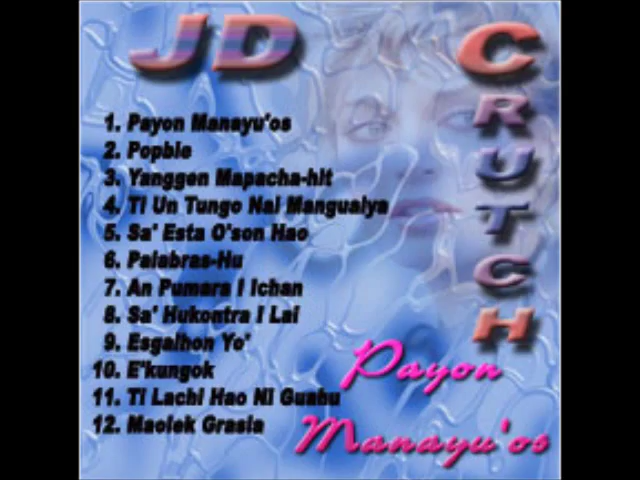 JD
CRUTCH
1. Payon Manayu'os
2. Popble
3. Yanggen Mapacha-hit
4. Ti Un Tungo Nai Manguaiya
5. Sa' Esta O'son Hao
6. Palabras-Hu
7. An Pumara I Ichan
8. Sa' Hukontra I Lai
9. Esgaihon Yo'
10. E'kungok
11. Ti Lachi Hao Ni Guahu
12. Maolek Grasia
Payon
Manayu'os